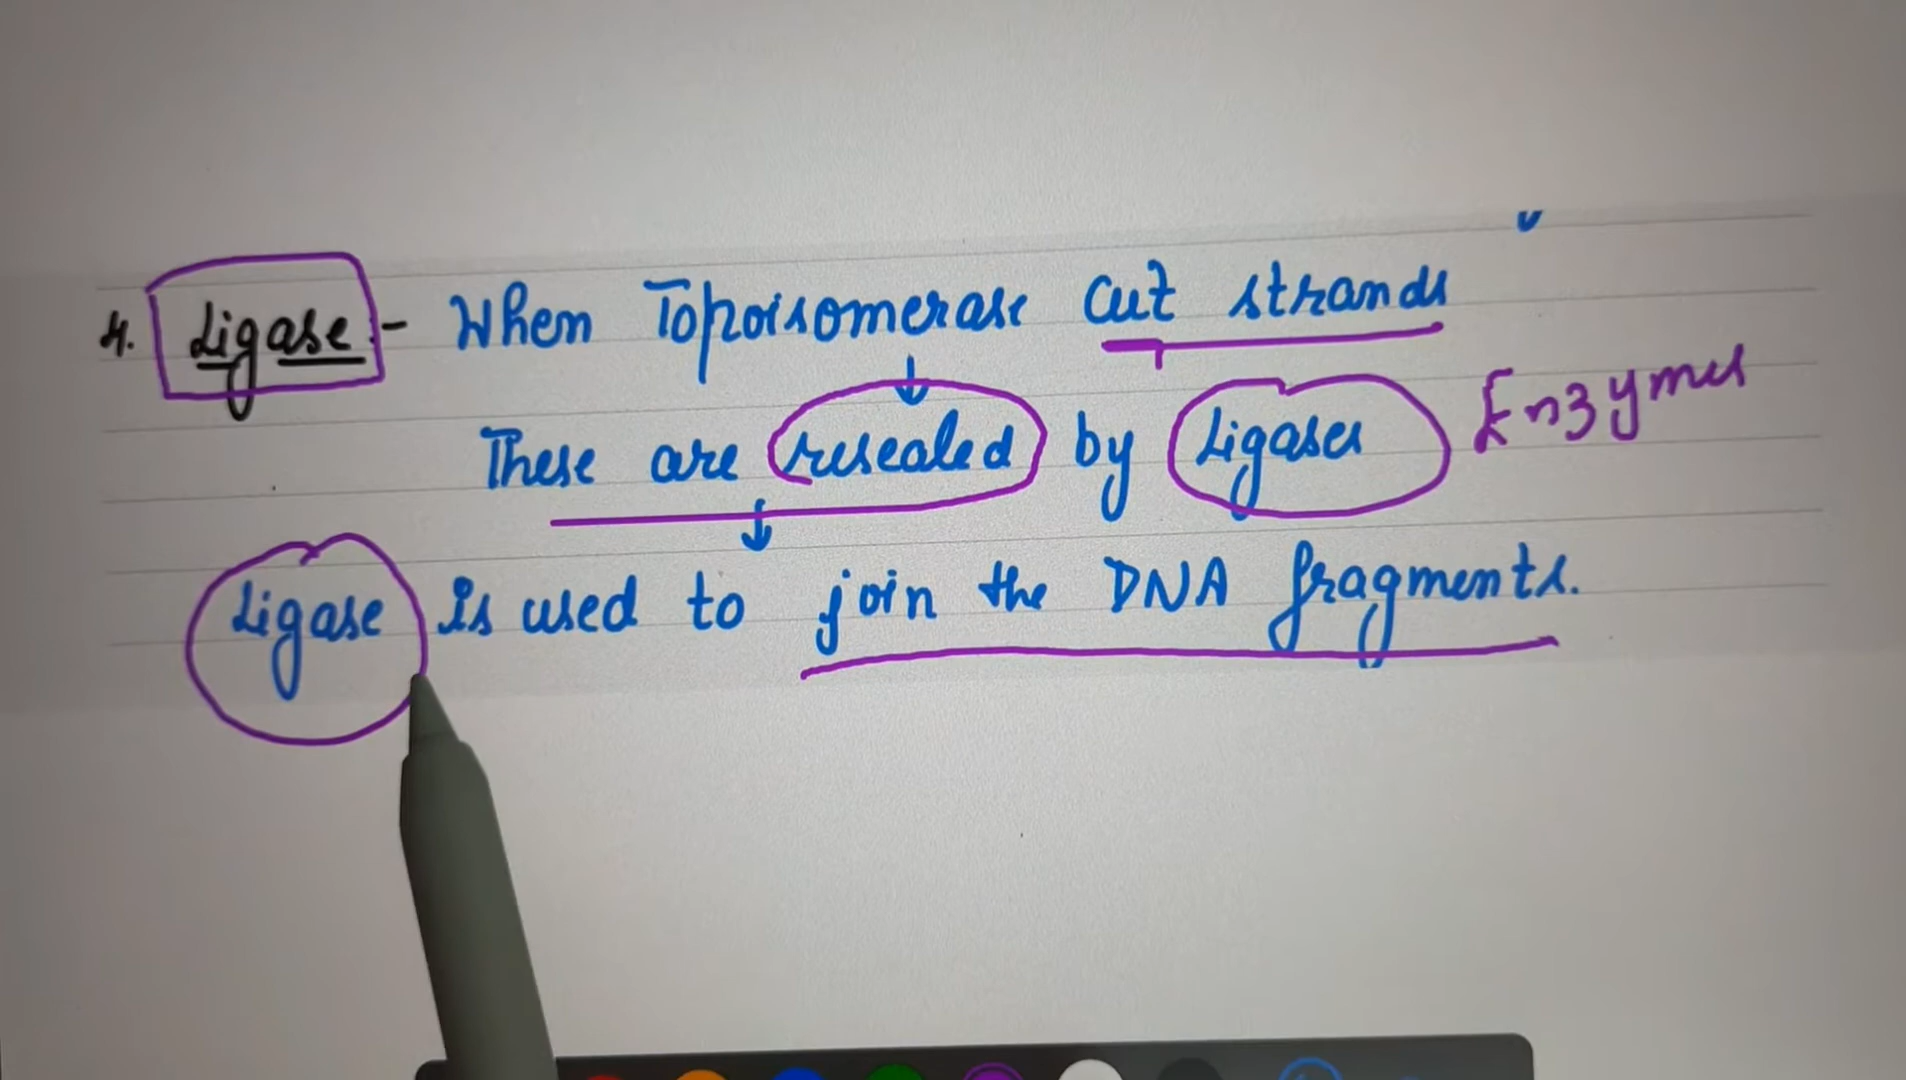 4. Ligase - When Topoisomerase Cut strands
These are resealed by Ligases Enzymes
Ligase Is used to join the DNA fragments.